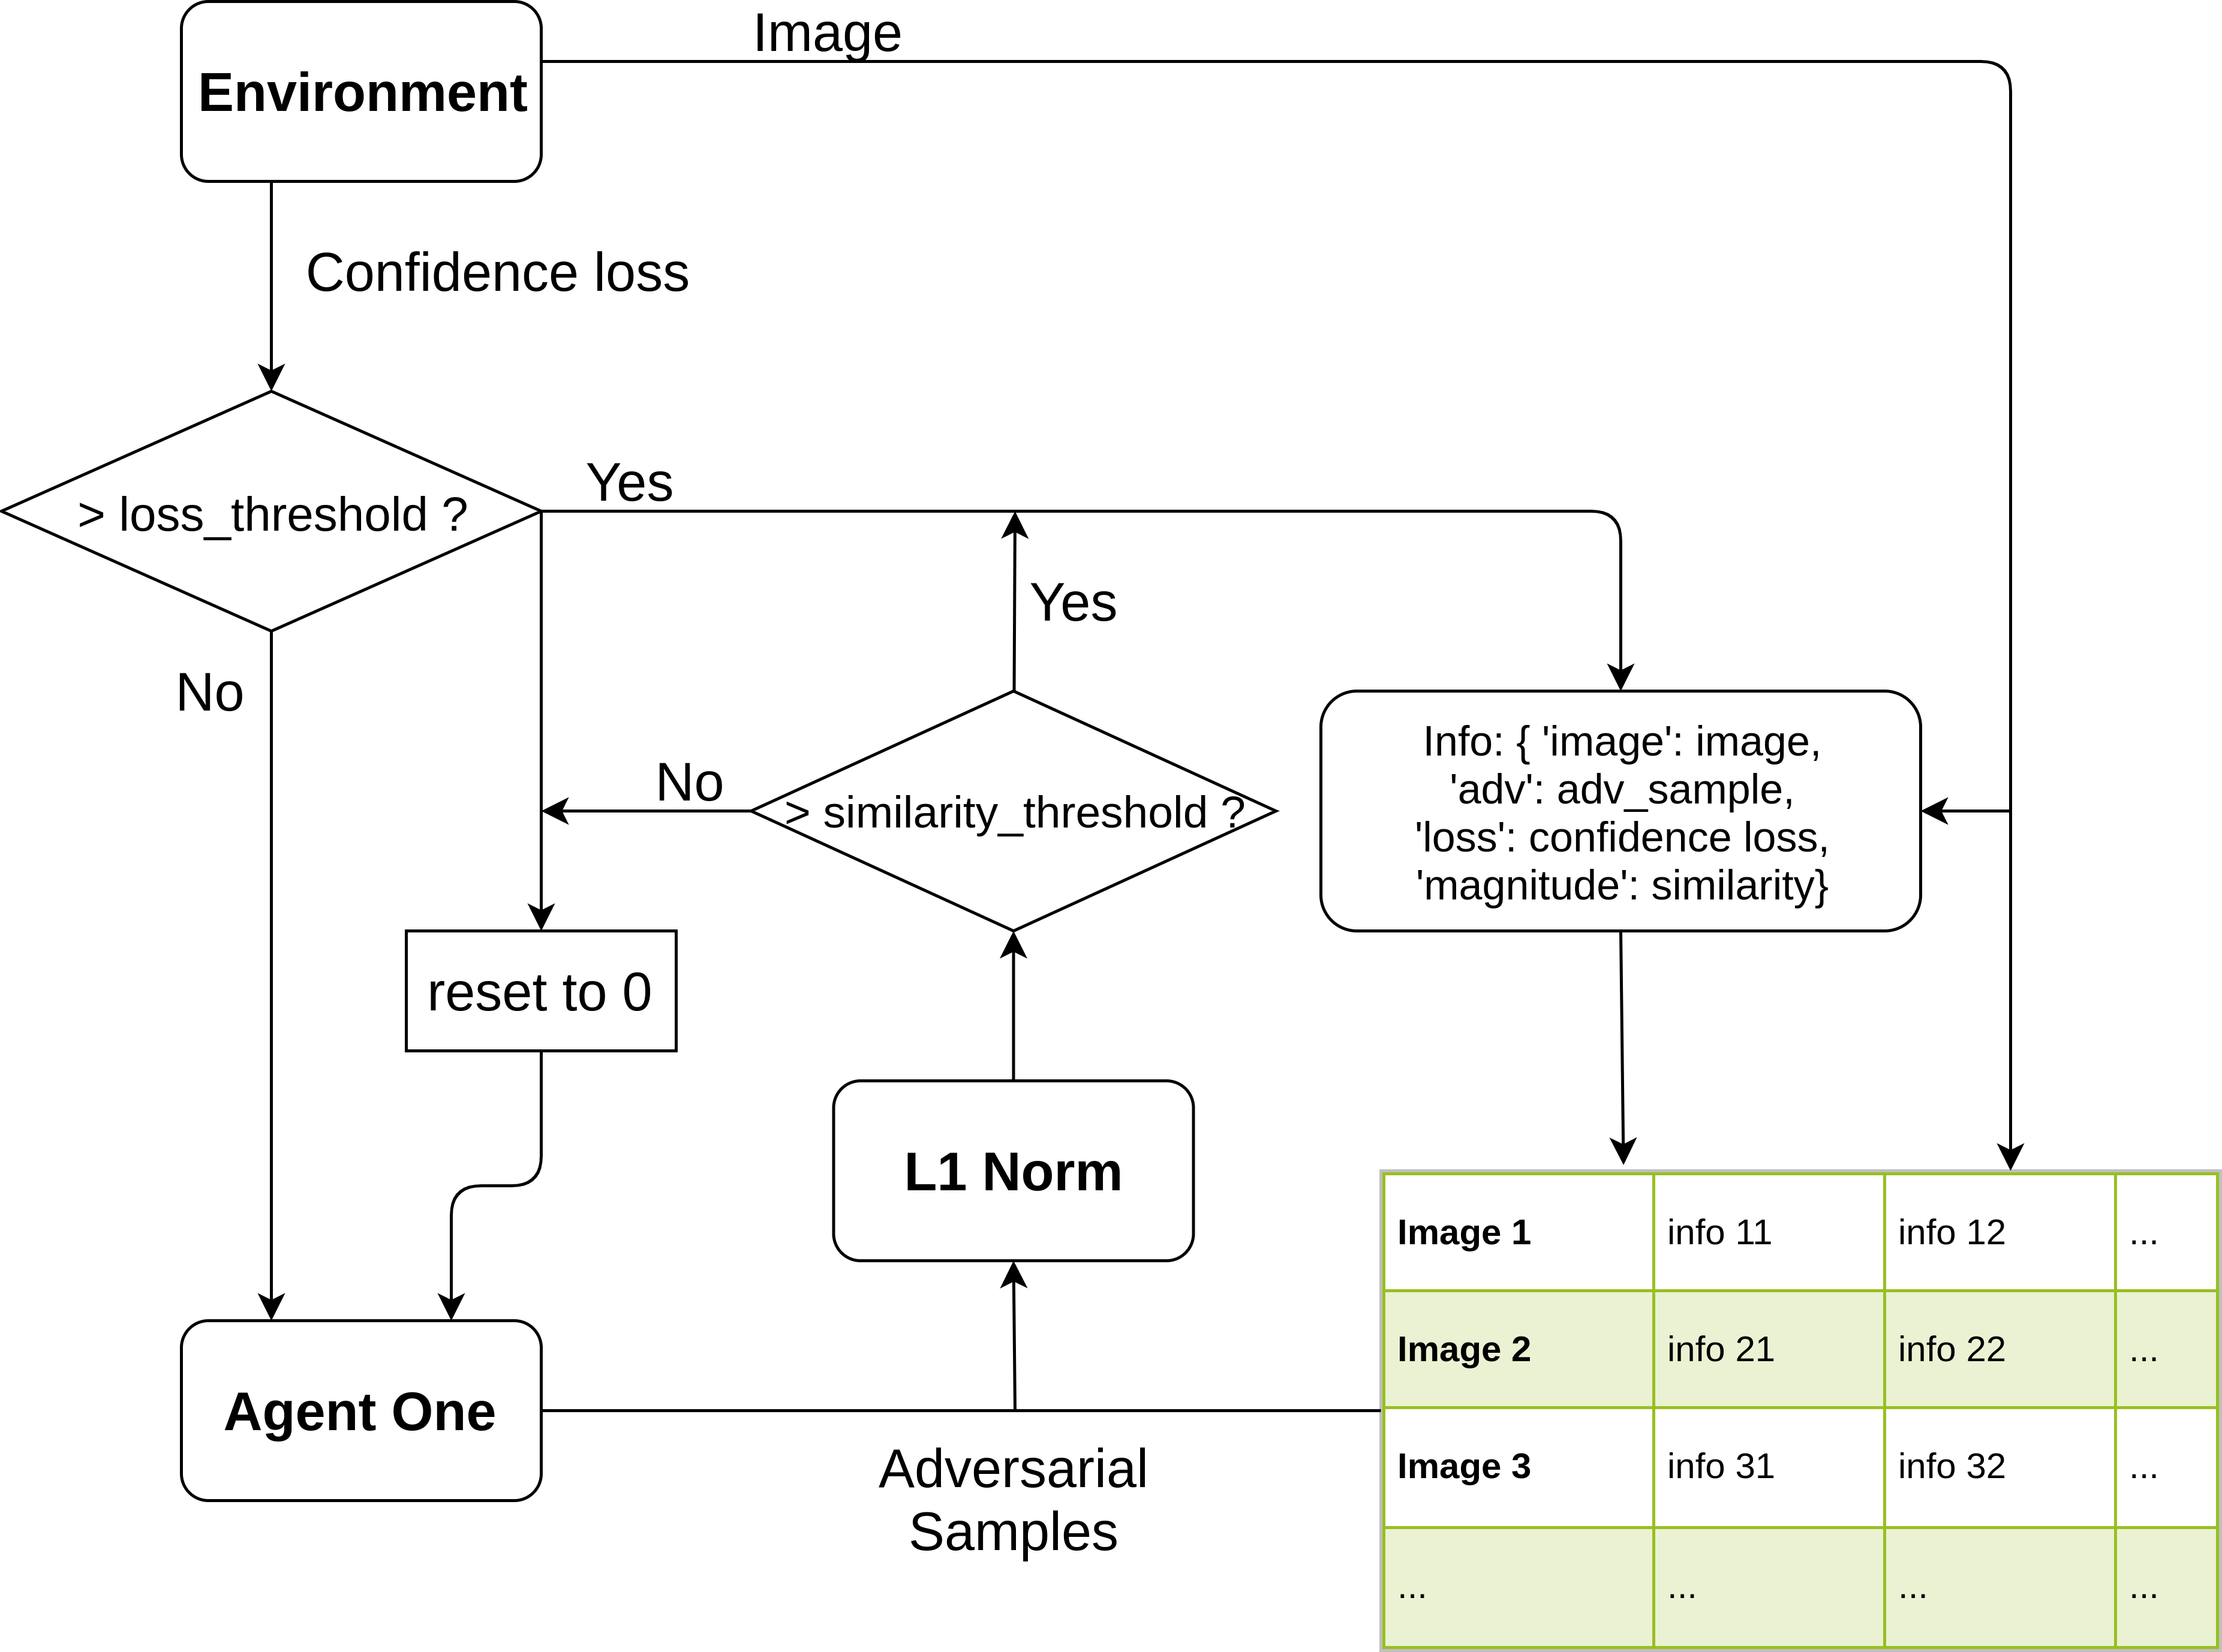 Image
Environment
Confidence loss
Yes
> loss_threshold ?
Yes
No
Info: { 'image': image,
'adv': adv_sample,
'loss': confidence loss,
'magnitude': similarity}
No
> similarity_threshold ?
reset to 0
L1 Norm
Agent One
Adversarial
Samples
Image 1 info 11 info 12 ...
Image 2 info 21 info 22 ...
Image 3 info 31 info 32 ...
... ... ... ...